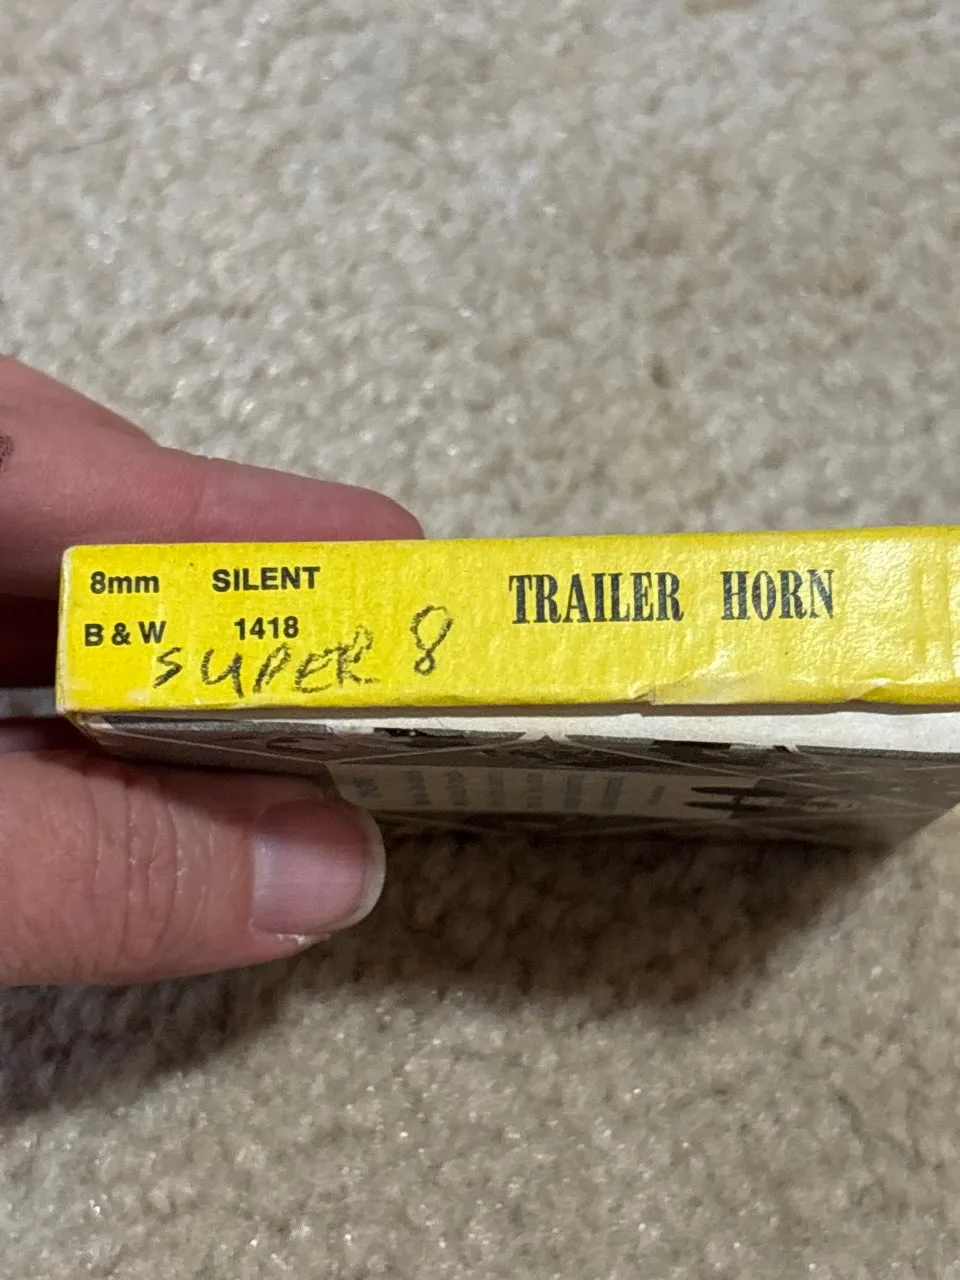 8mm SILENT
B & W 1418
SUPER 8
TRAILER HORN